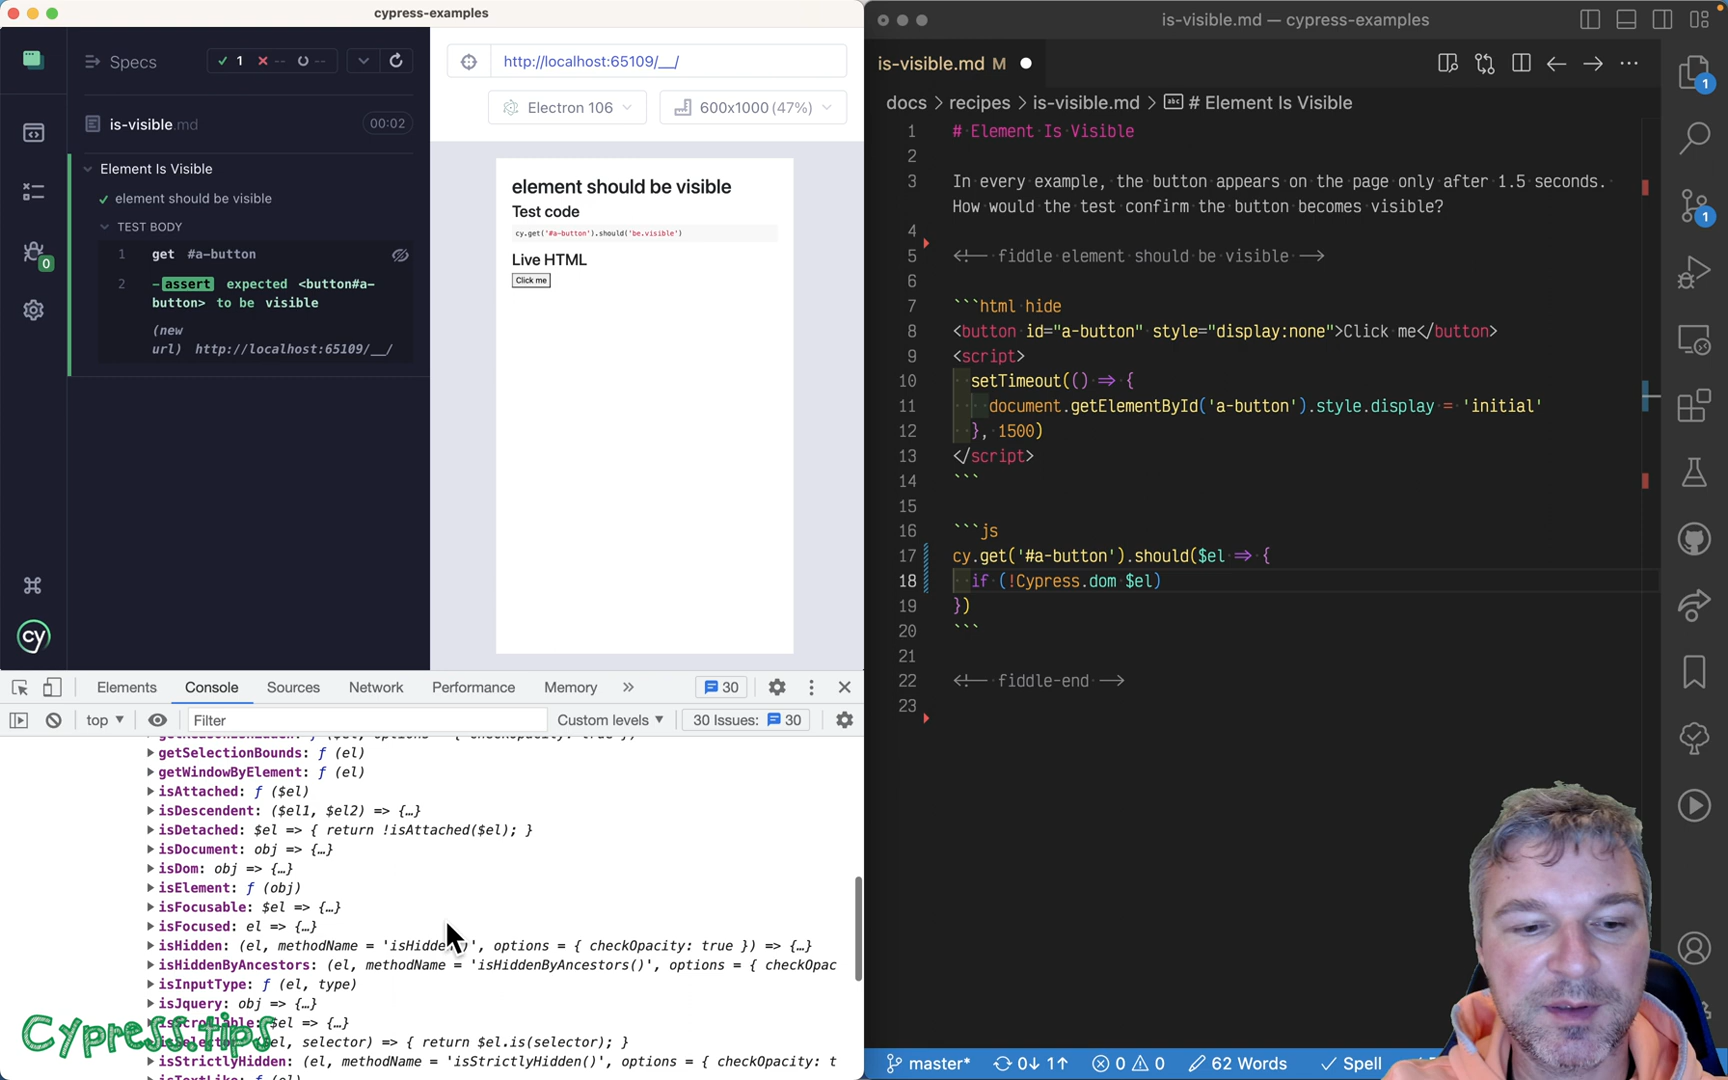 cypress-examples
Specs
1
--
--
is-visible.md
00:02
Element Is Visible
element should be visible
TEST BODY
1 get #a-button
2 -assert expected <button#a-
button> to be visible
(new
url) http://localhost:65109/__/
0
cy
http://localhost:65109/__/
Electron 106
600x1000 (47%)
element should be visible
Test code
cy.get('#a-button').should('be.visible')
Live HTML
Click me
Elements Console Sources Network Performance Memory 30
top Filter Custom levels 30 Issues: 30
getSelectionBounds: ƒ (el)
getWindowByElement: ƒ (el)
isAttached: ƒ ($el)
isDescendent: ($el1, $el2) => {…}
isDetached: $el => { return !isAttached($el); }
isDocument: obj => {…}
isDom: obj => {…}
isElement: ƒ (obj)
isFocusable: $el => {…}
isFocused: el => {…}
isHidden: (el, methodName = 'isHidden()', options = { checkOpacity: true }) => {…}
isHiddenByAncestors: (el, methodName = 'isHiddenByAncestors()', options = { checkOpac
isInputType: ƒ (el, type)
isJquery: obj => {…}
isScrollable: $el => {…}
selector) => { return $el.is(selector); }
isStrictlyHidden: (el, methodName = 'isStrictlyHidden()', options = { checkOpacity: t
Cypress.tips
is-visible.md — cypress-examples
is-visible.md M
docs > recipes > is-visible.md > # Element Is Visible
1 # Element Is Visible
2
3 In every example, the button appears on the page only after 1.5 seconds.
How would the test confirm the button becomes visible?
4
5 <!-- fiddle element should be visible -->
6
7 ```html hide
8 <button id="a-button" style="display:none">Click me</button>
9 <script>
10 setTimeout(() => {
11 document.getElementById('a-button').style.display = 'initial'
12 }, 1500)
13 </script>
14 ```
15
16 ```js
17 cy.get('#a-button').should($el => {
18 if (!Cypress.dom $el)
19 })
20 ```
21
22 <!-- fiddle-end -->
23
1
1
master* 0↓ 1↑ 0 0 62 Words Spell